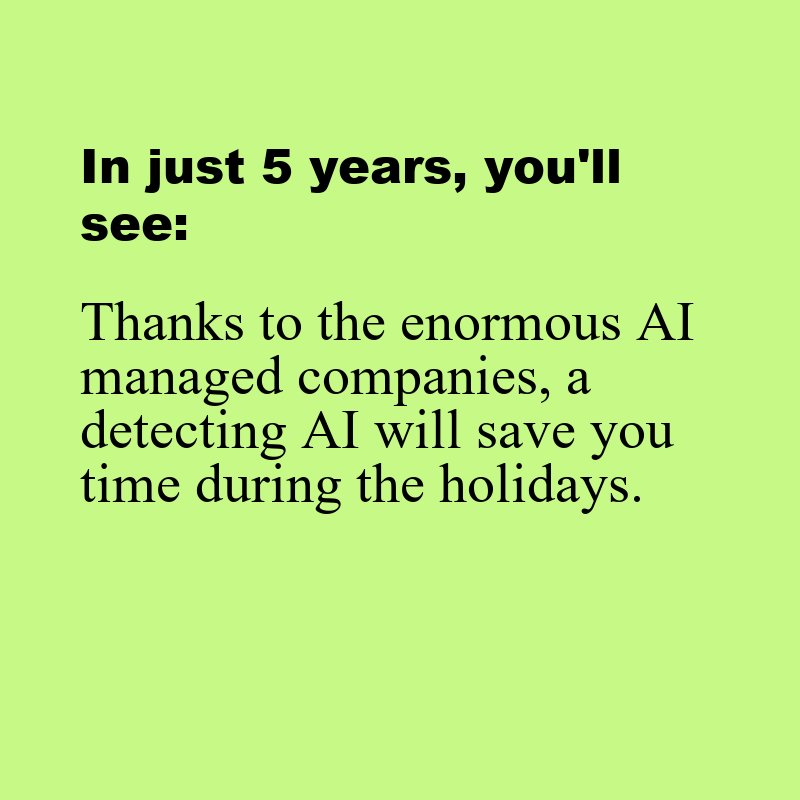 In just 5 years, you'll
see:
Thanks to the enormous AI
managed companies, a
detecting AI will save you
time during the holidays.